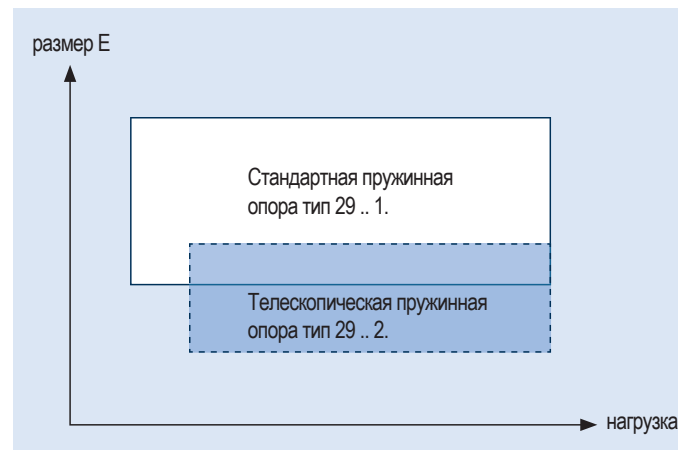 размер E
Стандартная пружинная
опора тип 29 .. 1.
Телескопическая пружинная
опора тип 29 .. 2.
нагрузка